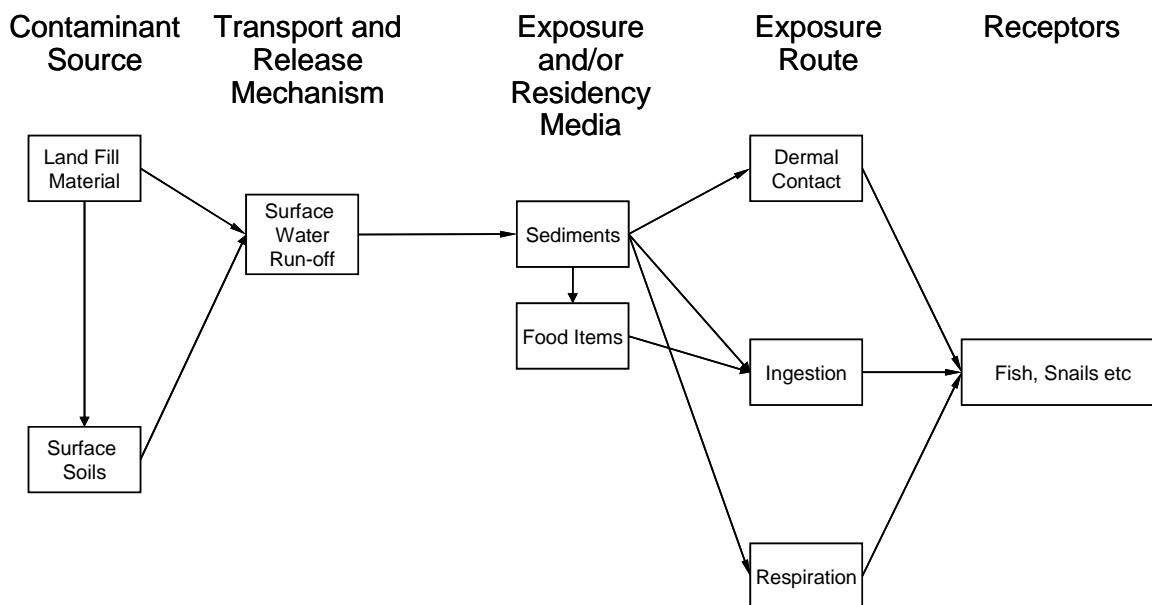 Contaminant
Source
Transport and
Release
Mechanism
Exposure
and/or
Residency
Media
Exposure
Route
Receptors
Land Fill
Material
Surface
Water
Run-off
Sediments
Food Items
Dermal
Contact
Ingestion
Fish, Snails etc
Surface
Soils
Respiration